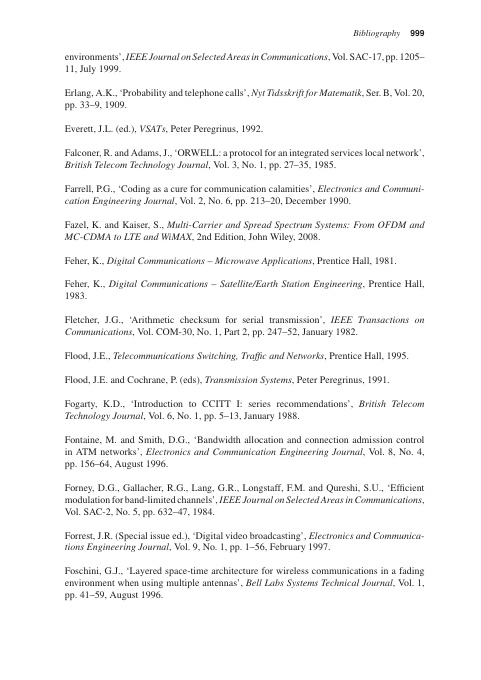 Bibliography 999
environments', IEEE Journal on Selected Areas in Communications, Vol. SAC-17, pp. 1205–
11, July 1999.
Erlang, A.K., 'Probability and telephone calls', Nyt Tidsskrift for Matematik, Ser. B, Vol. 20,
pp. 33–9, 1909.
Everett, J.L. (ed.), VSATs, Peter Peregrinus, 1992.
Falconer, R. and Adams, J., 'ORWELL: a protocol for an integrated services local network',
British Telecom Technology Journal, Vol. 3, No. 1, pp. 27–35, 1985.
Farrell, P.G., 'Coding as a cure for communication calamities', Electronics and Communi-
cation Engineering Journal, Vol. 2, No. 6, pp. 213–20, December 1990.
Fazel, K. and Kaiser, S., Multi-Carrier and Spread Spectrum Systems: From OFDM and
MC-CDMA to LTE and WiMAX, 2nd Edition, John Wiley, 2008.
Feher, K., Digital Communications – Microwave Applications, Prentice Hall, 1981.
Feher, K., Digital Communications – Satellite/Earth Station Engineering, Prentice Hall,
1983.
Fletcher, J.G., 'Arithmetic checksum for serial transmission', IEEE Transactions on
Communications, Vol. COM-30, No. 1, Part 2, pp. 247–52, January 1982.
Flood, J.E., Telecommunications Switching, Traffic and Networks, Prentice Hall, 1995.
Flood, J.E. and Cochrane, P. (eds), Transmission Systems, Peter Peregrinus, 1991.
Fogarty, K.D., 'Introduction to CCITT I: series recommendations', British Telecom
Technology Journal, Vol. 6, No. 1, pp. 5–13, January 1988.
Fontaine, M. and Smith, D.G., 'Bandwidth allocation and connection admission control
in ATM networks', Electronics and Communication Engineering Journal, Vol. 8, No. 4,
pp. 156–64, August 1996.
Forney, D.G., Gallacher, R.G., Lang, G.R., Longstaff, F.M. and Qureshi, S.U., 'Efficient
modulation for band-limited channels', IEEE Journal on Selected Areas in Communications,
Vol. SAC-2, No. 5, pp. 632–47, 1984.
Forrest, J.R. (Special issue ed.), 'Digital video broadcasting', Electronics and Communica-
tions Engineering Journal, Vol. 9, No. 1, pp. 1–56, February 1997.
Foschini, G.J., 'Layered space-time architecture for wireless communications in a fading
environment when using multiple antennas', Bell Labs Systems Technical Journal, Vol. 1,
pp. 41–59, August 1996.